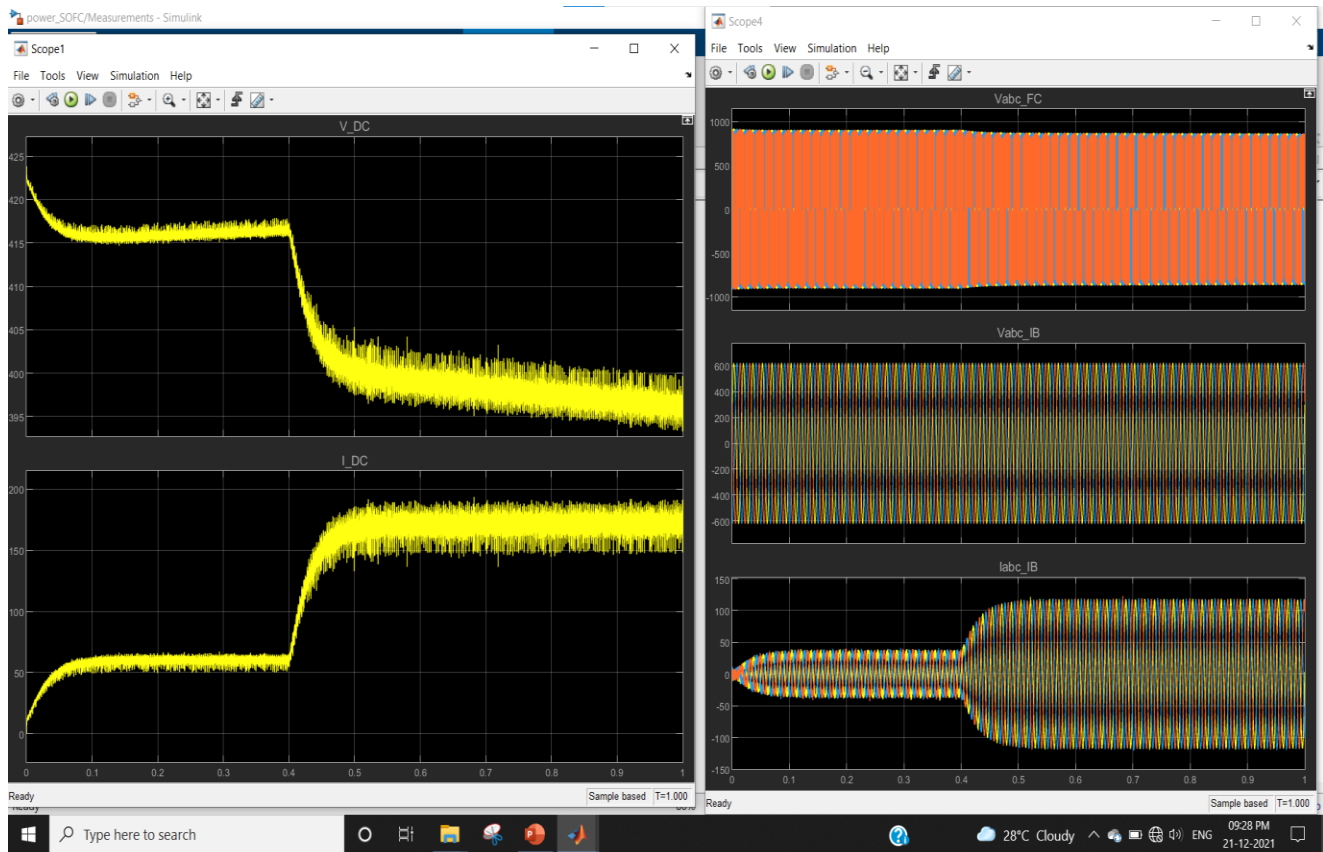 power_SOFC/Measurements - Simulink
Scope1
File Tools View Simulation Help
V_DC
425
420
415
410
405
400
395
I_DC
200
150
100
50
0
0 0.1 0.2 0.3 0.4 0.5 0.6 0.7 0.8 0.9 1
Ready Sample based T=1.000
Scope4
File Tools View Simulation Help
Vabc_FC
1000
500
0
-500
-1000
Vabc_IB
600
400
200
0
-200
-400
-600
Iabc_IB
150
100
50
0
-50
-100
-150
0 0.1 0.2 0.3 0.4 0.5 0.6 0.7 0.8 0.9 1
Ready Sample based T=1.000
Type here to search
28°C Cloudy
ENG
09:28 PM
21-12-2021